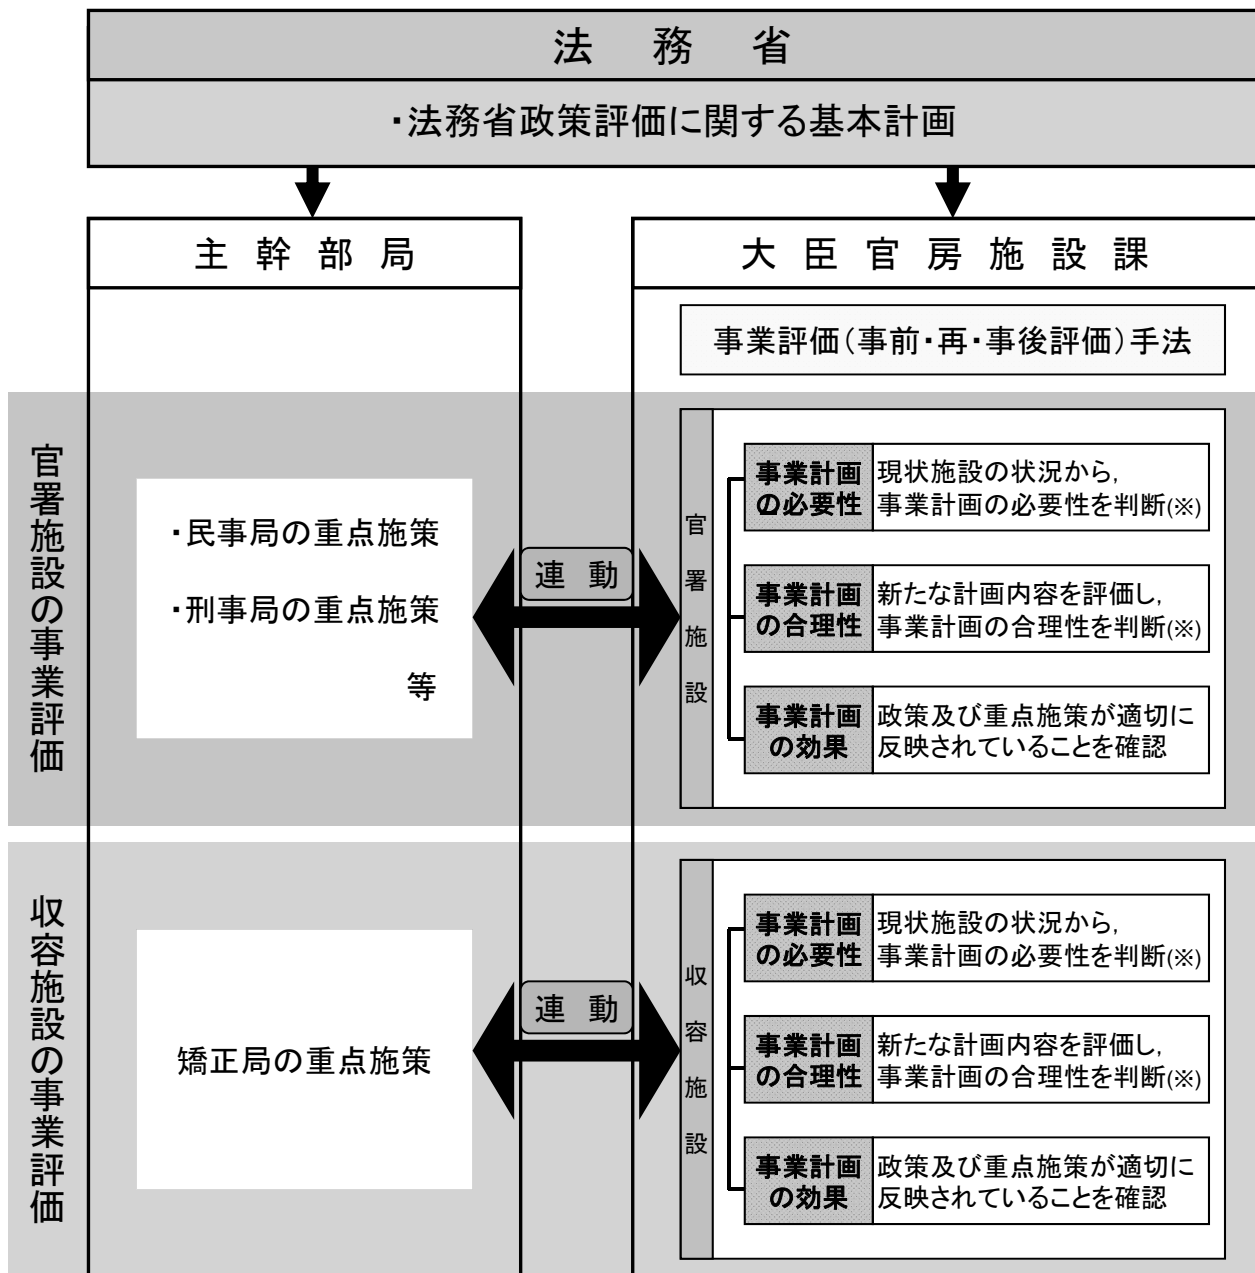 法務省
・法務省政策評価に関する基本計画
主幹部局
大臣官房施設課
事業評価(事前・再・事後評価)手法
官署施設の事業評価
・民事局の重点施策
・刑事局の重点施策
等
連動
官署施設
事業計画
の必要性
現状施設の状況から,
事業計画の必要性を判断(※)
事業計画
の合理性
新たな計画内容を評価し,
事業計画の合理性を判断(※)
事業計画
の効果
政策及び重点施策が適切に
反映されていることを確認
収容施設の事業評価
矯正局の重点施策
連動
収容施設
事業計画
の必要性
現状施設の状況から,
事業計画の必要性を判断(※)
事業計画
の合理性
新たな計画内容を評価し,
事業計画の合理性を判断(※)
事業計画
の効果
政策及び重点施策が適切に
反映されていることを確認